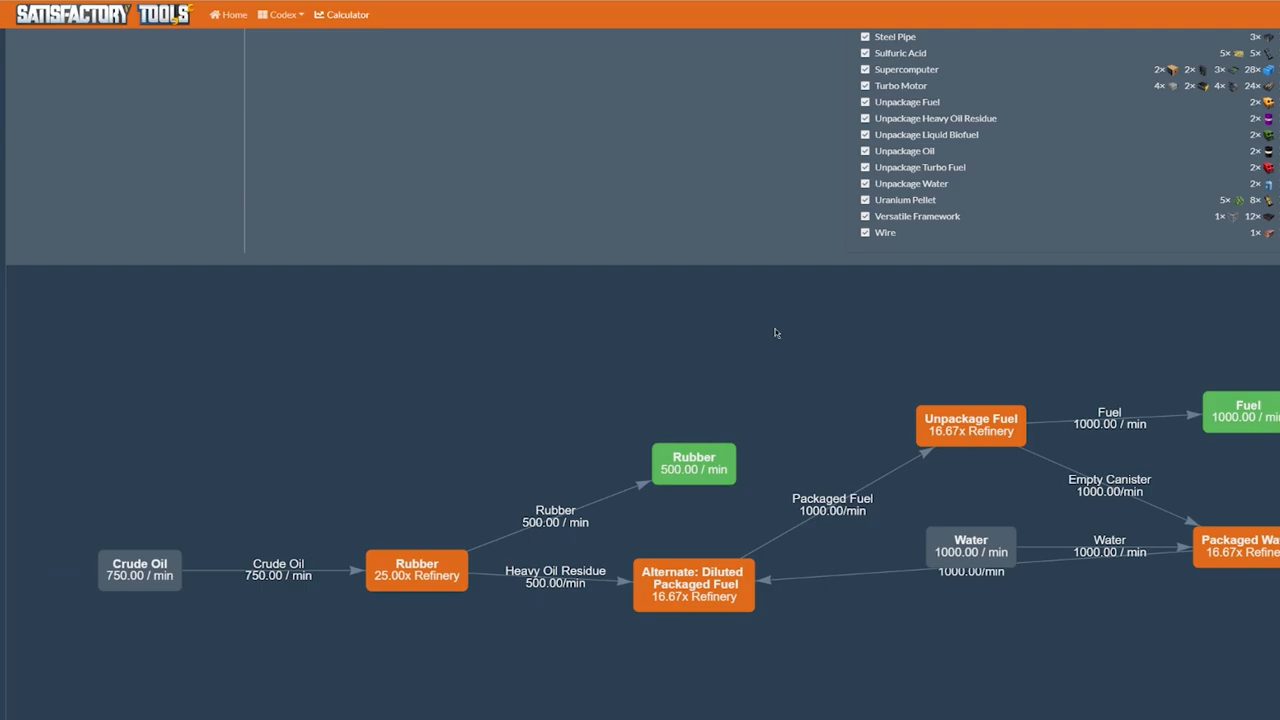 SATISFACTORY TOOLS
Home
Codex
Calculator
Steel Pipe 3×
Sulfuric Acid 5× 5×
Supercomputer 2× 2× 3× 28×
Turbo Motor 4× 2× 4× 24×
Unpackage Fuel 2×
Unpackage Heavy Oil Residue 2×
Unpackage Liquid Biofuel 2×
Unpackage Oil 2×
Unpackage Turbo Fuel 2×
Unpackage Water 2×
Uranium Pellet 5× 8×
Versatile Framework 1× 12×
Wire 1×
Crude Oil
750.00 / min
Crude Oil
750.00 / min
Rubber
25.00x Refinery
Rubber
500.00 / min
Rubber
500.00 / min
Heavy Oil Residue
500.00/min
Alternate: Diluted
Packaged Fuel
16.67x Refinery
Packaged Fuel
1000.00/min
Unpackage Fuel
16.67x Refinery
Fuel
1000.00 / min
Fuel
1000.00 / min
Empty Canister
1000.00/min
Water
1000.00 / min
Water
1000.00 / min
1000.00/min
Packaged Wa
16.67x Refine